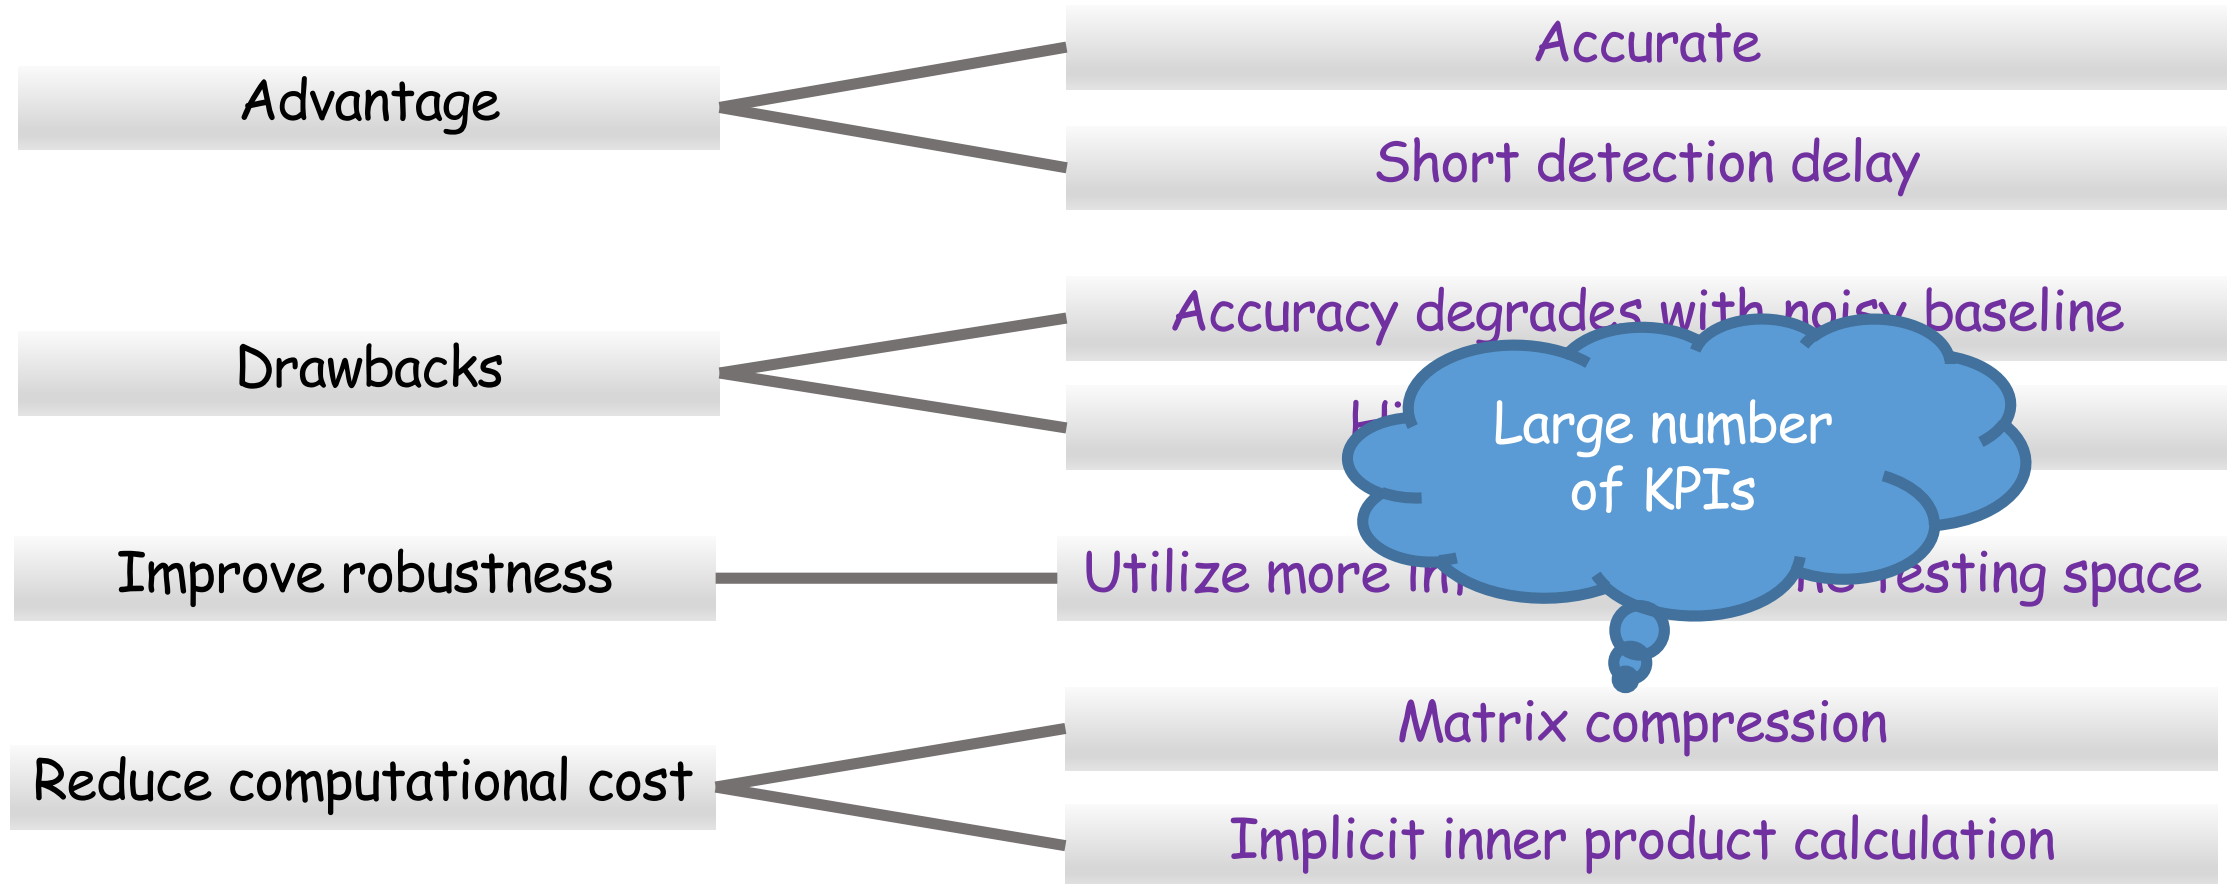 Advantage
Accurate
Short detection delay
Drawbacks
Accuracy degrades with noisy baseline
Large number
of KPIs
Improve robustness
Utilize more testing space
Reduce computational cost
Matrix compression
Implicit inner product calculation